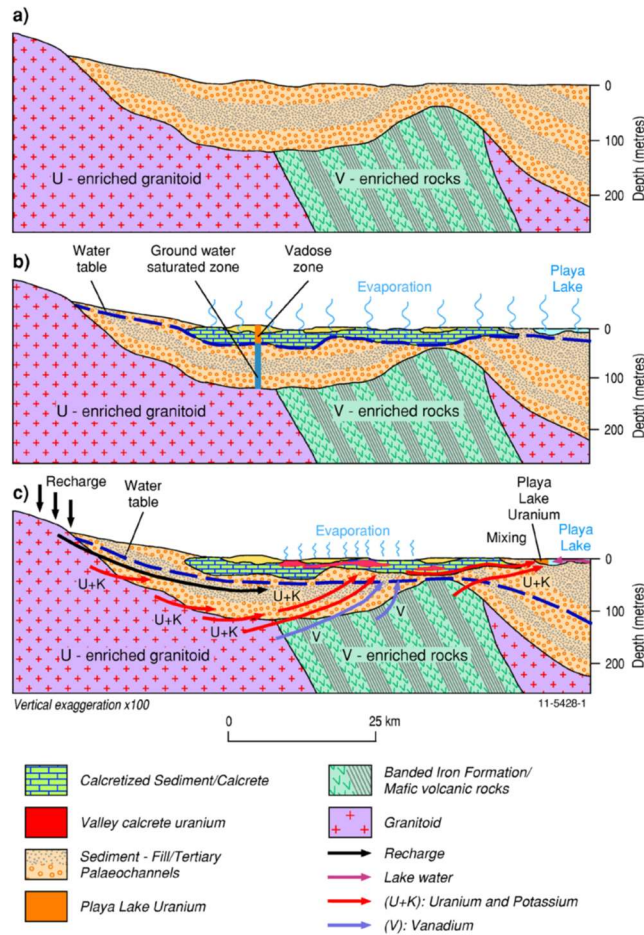 a)
0
100
200
Depth (metres)
U - enriched granitoid
V - enriched rocks
b)
Water
table
Ground water
saturated zone
Vadose
zone
Evaporation
Playa
Lake
0
100
200
Depth (metres)
U - enriched granitoid
V - enriched rocks
c)
Recharge
Water
table
Evaporation
Playa
Lake
Uranium
Mixing
Playa
Lake
0
100
200
Depth (metres)
U+K
U+K
U+K
U+K
U+K
V
V
U - enriched granitoid
V - enriched rocks
Vertical exaggeration x100
11-5428-1
0
25 km
Calcretized Sediment/Calcrete
Valley calcrete uranium
Sediment - Fill/Tertiary
Palaeochannels
Playa Lake Uranium
Banded Iron Formation/
Mafic volcanic rocks
Granitoid
Recharge
Lake water
(U+K): Uranium and Potassium
(V): Vanadium